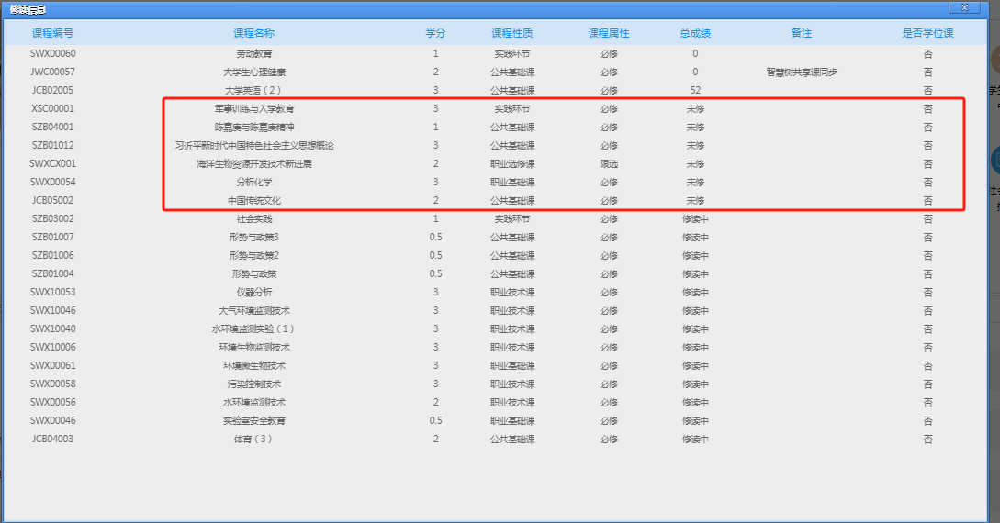 修读信息
课程编号 课程名称 学分 课程性质 课程属性 总成绩 备注 是否学位课
SWX00060 劳动教育 1 实践环节 必修 0 否
JWC00057 大学生心理健康 2 公共基础课 必修 0 智慧树共享课同步 否
JCB02005 大学英语（2） 3 公共基础课 必修 52 否
XSC00001 军事训练与入学教育 3 实践环节 必修 未修 否
SZB04001 陈嘉庚与陈嘉庚精神 1 公共基础课 必修 未修 否
SZB01012 习近平新时代中国特色社会主义思想概论 3 公共基础课 必修 未修 否
SWXCX001 海洋生物资源开发技术新进展 2 职业选修课 限选 未修 否
SWX00054 分析化学 3 职业基础课 必修 未修 否
JCB05002 中国传统文化 2 公共基础课 必修 未修 否
SZB03002 社会实践 1 实践环节 必修 修读中 否
SZB01007 形势与政策3 0.5 公共基础课 必修 修读中 否
SZB01006 形势与政策2 0.5 公共基础课 必修 修读中 否
SZB01004 形势与政策 0.5 公共基础课 必修 修读中 否
SWX10053 仪器分析 3 职业技术课 必修 修读中 否
SWX10046 大气环境监测技术 3 职业技术课 必修 修读中 否
SWX10040 水环境监测实验（1） 3 职业技术课 必修 修读中 否
SWX10006 环境生物监测技术 3 职业技术课 必修 修读中 否
SWX00061 环境微生物技术 3 职业基础课 必修 修读中 否
SWX00058 污染控制技术 3 职业技术课 必修 修读中 否
SWX00056 水环境监测技术 2 职业技术课 必修 修读中 否
SWX00046 实验室安全教育 0.5 职业基础课 必修 修读中 否
JCB04003 体育（3） 2 公共基础课 必修 修读中 否